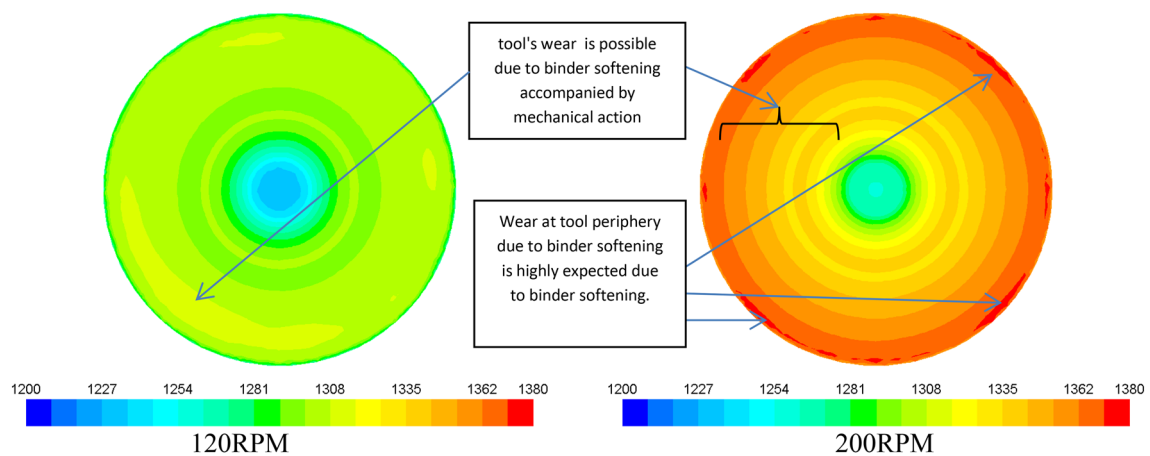 tool's wear is possible
due to binder softening
accompanied by
mechanical action
Wear at tool periphery
due to binder softening
is highly expected due
to binder softening.
1200 1227 1254 1281 1308 1335 1362 1380
120RPM
1200 1227 1254 1281 1308 1335 1362 1380
200RPM